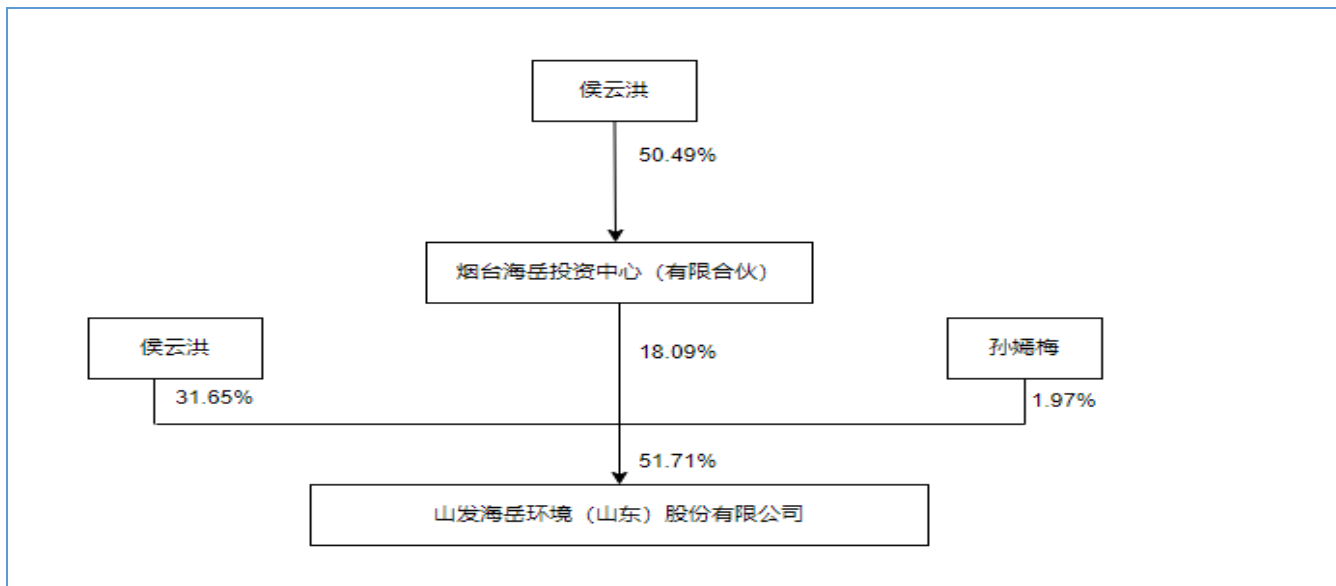 侯云洪
50.49%
烟台海岳投资中心（有限合伙）
侯云洪
18.09%
孙嫣梅
31.65%
1.97%
51.71%
山发海岳环境（山东）股份有限公司